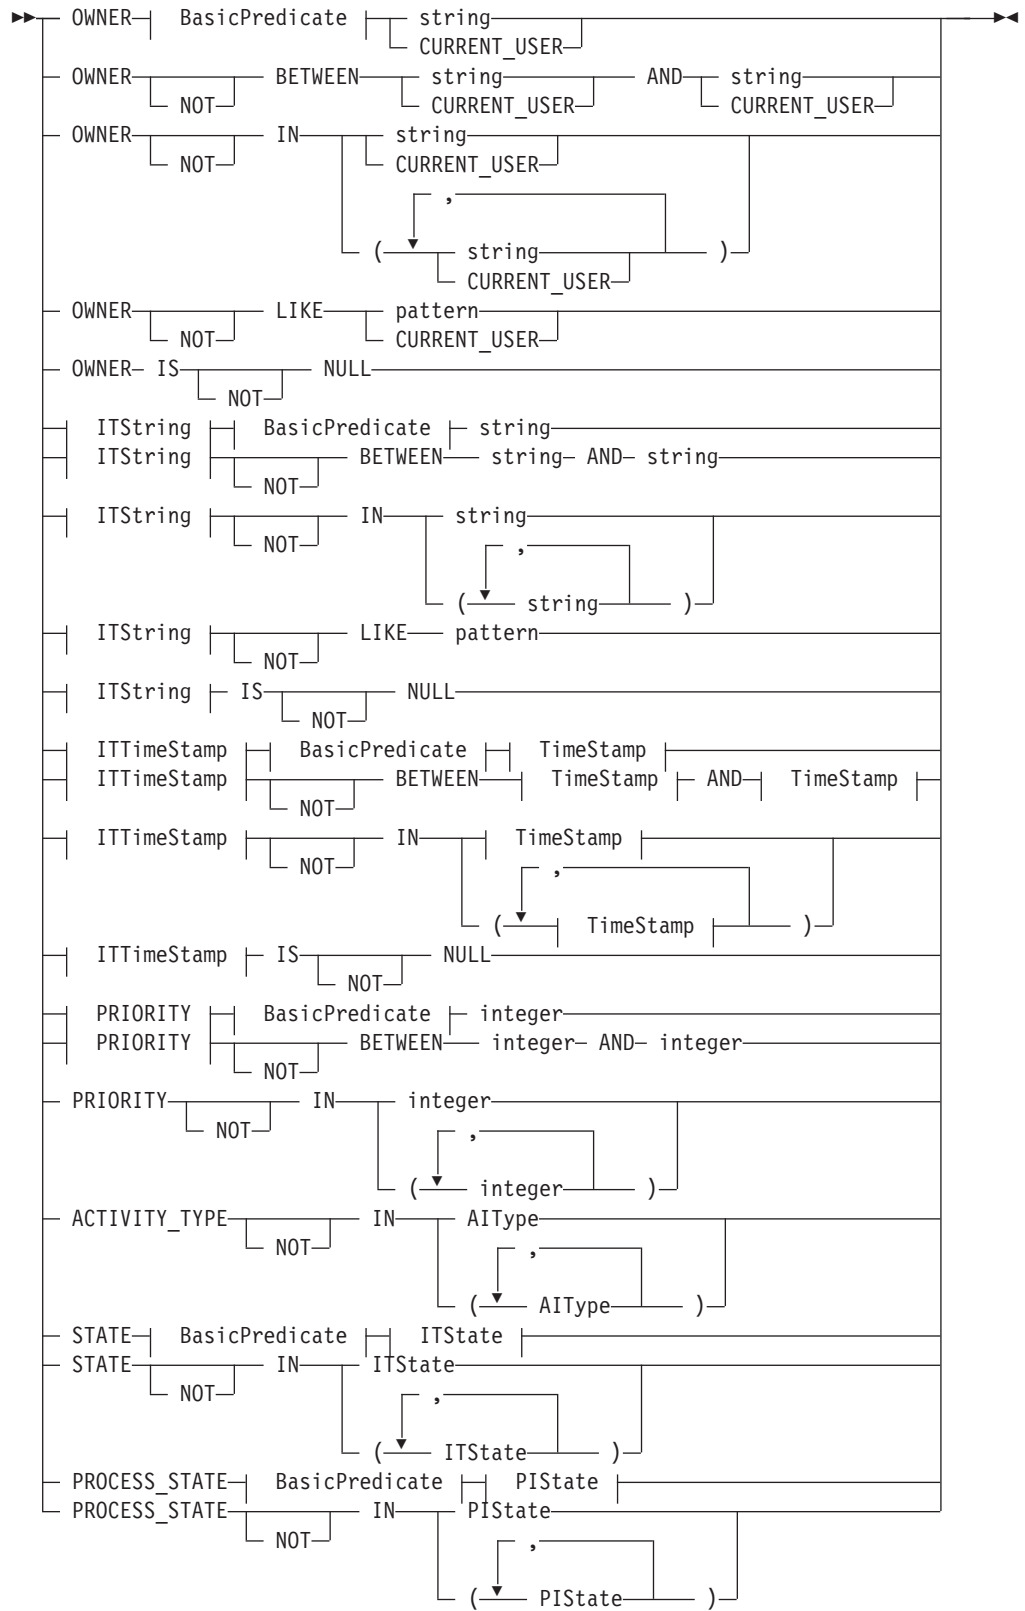 OWNER BasicPredicate string
CURRENT_USER
OWNER BETWEEN string AND string
NOT CURRENT_USER CURRENT_USER
OWNER IN string
NOT CURRENT_USER
,
( string )
CURRENT_USER
OWNER LIKE pattern
NOT CURRENT_USER
OWNER IS NULL
NOT
ITString BasicPredicate string
ITString BETWEEN string AND string
NOT
ITString IN string
NOT ,
( string )
ITString LIKE pattern
NOT
ITString IS NULL
NOT
ITTimeStamp BasicPredicate TimeStamp
ITTimeStamp BETWEEN TimeStamp AND TimeStamp
NOT
ITTimeStamp IN TimeStamp
NOT ,
( TimeStamp )
ITTimeStamp IS NULL
NOT
PRIORITY BasicPredicate integer
PRIORITY BETWEEN integer AND integer
NOT
PRIORITY IN integer
NOT ,
( integer )
ACTIVITY_TYPE IN AIType
NOT ,
( AIType )
STATE BasicPredicate ITState
STATE IN ITState
NOT ,
( ITState )
PROCESS_STATE BasicPredicate PIState
PROCESS_STATE IN PIState
NOT ,
( PIState )